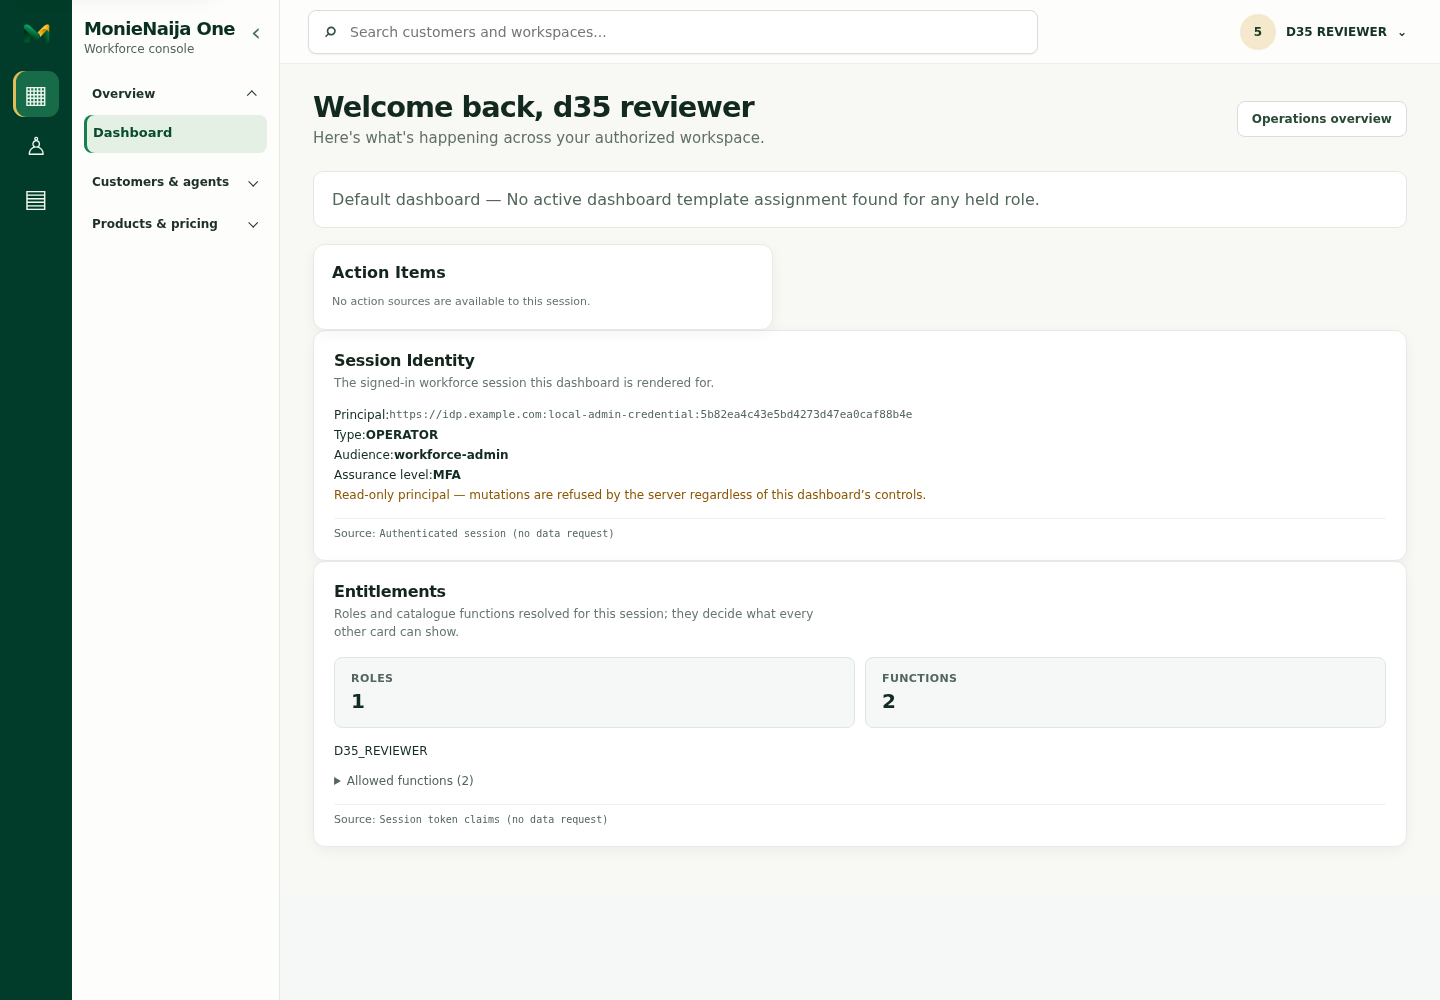 MonieNaija One
Workforce console
Overview
Dashboard
Customers & agents
Products & pricing
Search customers and workspaces...
5
D35 REVIEWER
Welcome back, d35 reviewer
Here's what's happening across your authorized workspace.
Operations overview
Default dashboard — No active dashboard template assignment found for any held role.
Action Items
No action sources are available to this session.
Session Identity
The signed-in workforce session this dashboard is rendered for.
Principal:https://idp.example.com:local-admin-credential:5b82ea4c43e5bd4273d47ea0caf88b4e
Type:OPERATOR
Audience:workforce-admin
Assurance level:MFA
Read-only principal — mutations are refused by the server regardless of this dashboard’s controls.
Source: Authenticated session (no data request)
Entitlements
Roles and catalogue functions resolved for this session; they decide what every
other card can show.
ROLES
1
FUNCTIONS
2
D35_REVIEWER
Allowed functions (2)
Source: Session token claims (no data request)